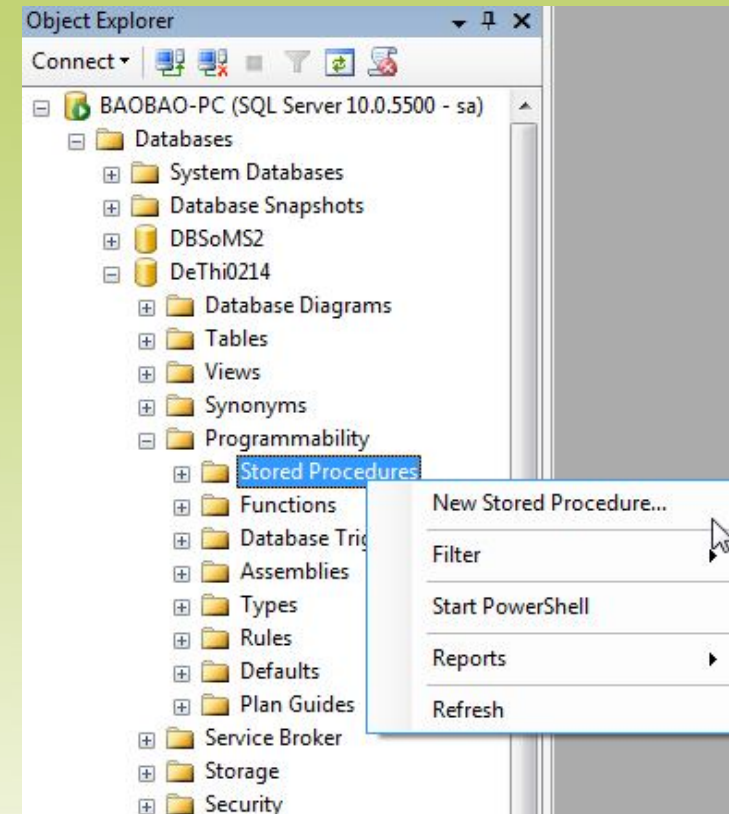 Object Explorer
Connect
BAOBAO-PC (SQL Server 10.0.5500 - sa)
Databases
System Databases
Database Snapshots
DBSoMS2
DeThi0214
Database Diagrams
Tables
Views
Synonyms
Programmability
Stored Procedures
Functions
Database Trig
Assemblies
Types
Rules
Defaults
Plan Guides
Service Broker
Storage
Security
New Stored Procedure...
Filter
Start PowerShell
Reports
Refresh